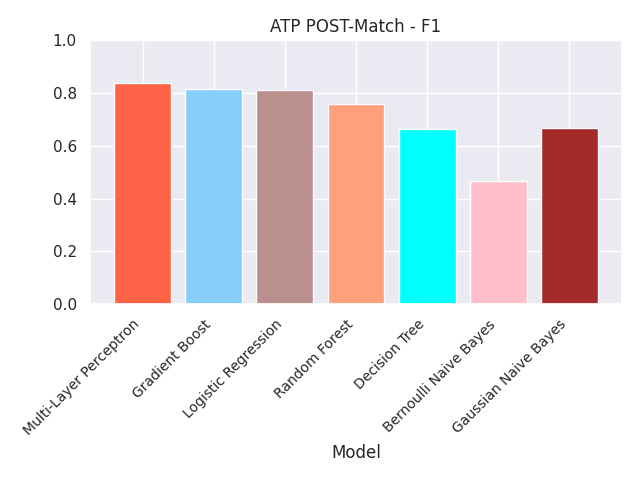 ATP POST-Match - F1
1.0
0.8
0.6
0.4
0.2
0.0
Multi-Layer Perceptron
Gradient Boost
Logistic Regression
Random Forest
Decision Tree
Bernoulli Naive Bayes
Gaussian Naive Bayes
Model